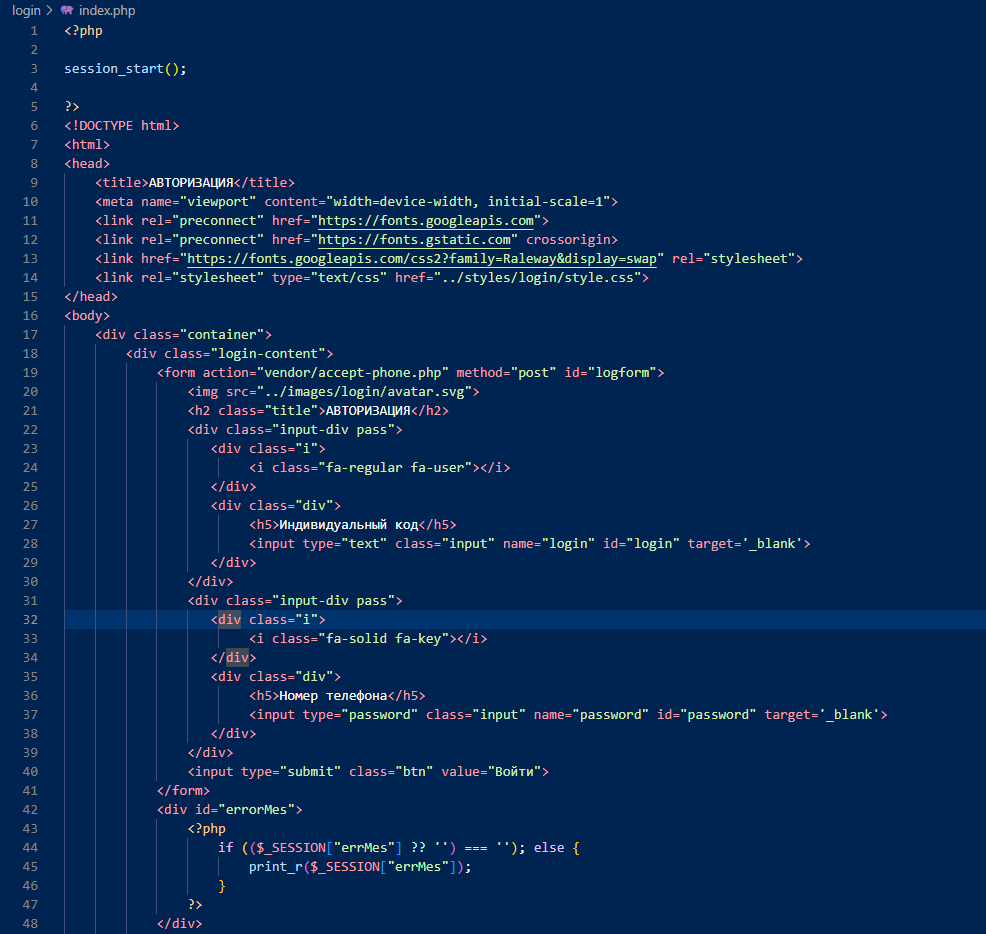 login > index.php
1 <?php
2
3 session_start();
4
5 ?>
6 <!DOCTYPE html>
7 <html>
8 <head>
9 <title>АВТОРИЗАЦИЯ</title>
10 <meta name="viewport" content="width=device-width, initial-scale=1">
11 <link rel="preconnect" href="https://fonts.googleapis.com">
12 <link rel="preconnect" href="https://fonts.gstatic.com" crossorigin>
13 <link href="https://fonts.googleapis.com/css2?family=Raleway&display=swap" rel="stylesheet">
14 <link rel="stylesheet" type="text/css" href="../styles/login/style.css">
15 </head>
16 <body>
17 <div class="container">
18 <div class="login-content">
19 <form action="vendor/accept-phone.php" method="post" id="logform">
20 <img src="../images/login/avatar.svg">
21 <h2 class="title">АВТОРИЗАЦИЯ</h2>
22 <div class="input-div pass">
23 <div class="i">
24 <i class="fa-regular fa-user"></i>
25 </div>
26 <div class="div">
27 <h5>Индивидуальный код</h5>
28 <input type="text" class="input" name="login" id="login" target='_blank'>
29 </div>
30 </div>
31 <div class="input-div pass">
32 <div class="i">
33 <i class="fa-solid fa-key"></i>
34 </div>
35 <div class="div">
36 <h5>Номер телефона</h5>
37 <input type="password" class="input" name="password" id="password" target='_blank'>
38 </div>
39 </div>
40 <input type="submit" class="btn" value="Войти">
41 </form>
42 <div id="errorMes">
43 <?php
44 if (($_SESSION["errMes"] ?? '') === ''); else {
45 print_r($_SESSION["errMes"]);
46 }
47 ?>
48 </div>